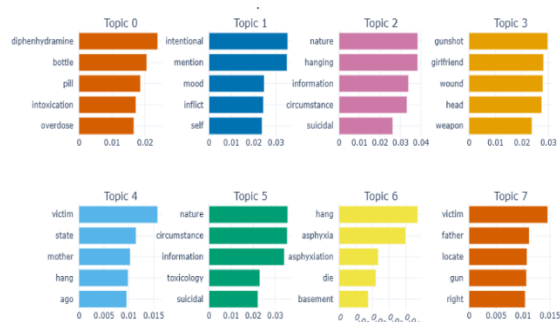 Topic 0 Topic 1 Topic 2 Topic 3
diphenhydramine
bottle
pill
intoxication
overdose
0 0.01 0.02
intentional
mention
mood
inflict
self
0 0.01 0.02 0.03
nature
hanging
information
circumstance
suicidal
0 0.01 0.02 0.03 0.04
gunshot
girlfriend
wound
head
weapon
0 0.01 0.02 0.03
Topic 4 Topic 5 Topic 6 Topic 7
victim
state
mother
hang
ago
0 0.005 0.01 0.015
nature
circumstance
information
toxicology
suicidal
0 0.01 0.02 0.03
hang
asphyxia
asphyxiation
die
basement
0
victim
father
locate
gun
right
0 0.005 0.01 0.015